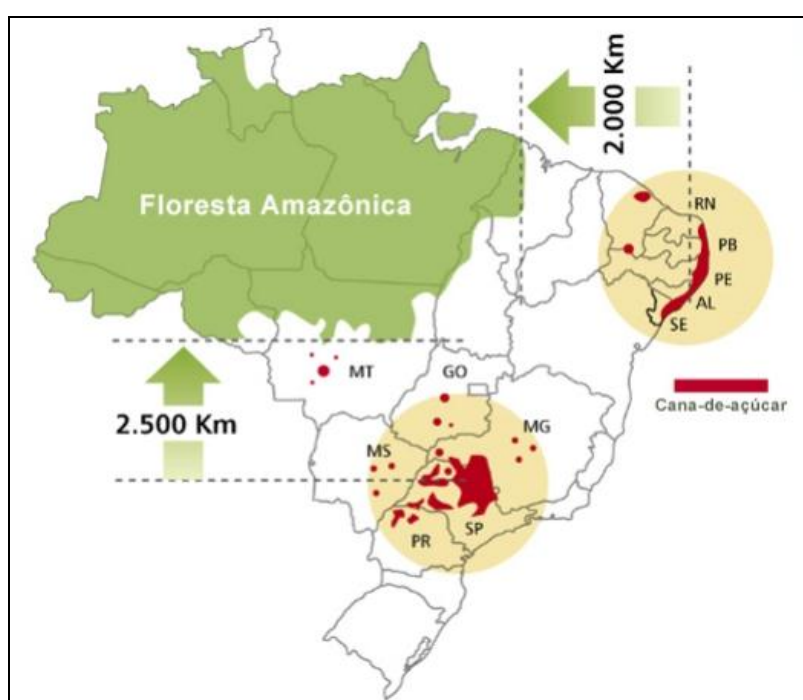 2.000 Km
Floresta Amazônica
RN
PB
PE
AL
SE
Cana-de-açúcar
MT
GO
2.500 Km
MS
MG
SP
PR